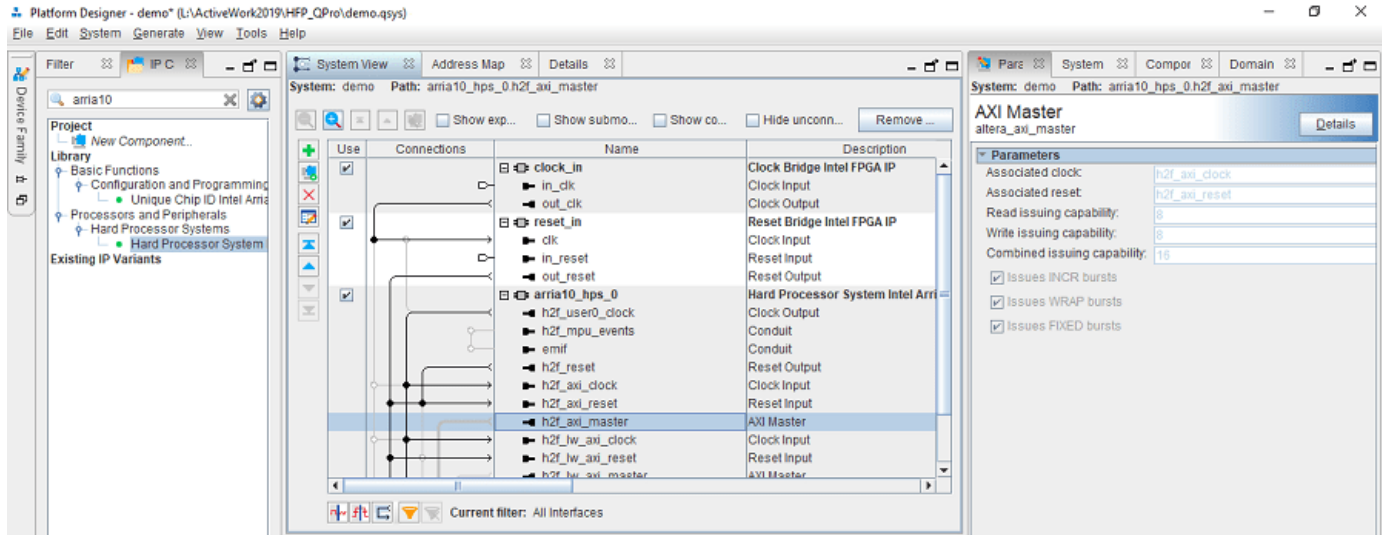 Platform Designer - demo* (L:\ActiveWork2019\HFP_QPro\demo.qsys)
File Edit System Generate View Tools Help
Device Family
Filter IP C
arria10
Project
New Component...
Library
Basic Functions
Configuration and Programming
Unique Chip ID Intel Arria
Processors and Peripherals
Hard Processor Systems
Hard Processor System
Existing IP Variants
System View Address Map Details
System: demo Path: arria10_hps_0.h2f_axi_master
Show exp... Show submo... Show co... Hide unconn... Remove ...
Use Connections Name Description
clock_in Clock Bridge Intel FPGA IP
in_clk Clock Input
out_clk Clock Output
reset_in Reset Bridge Intel FPGA IP
clk Clock Input
in_reset Reset Input
out_reset Reset Output
arria10_hps_0 Hard Processor System Intel Arri
h2f_user0_clock Clock Output
h2f_mpu_events Conduit
emif Conduit
h2f_reset Reset Output
h2f_axi_clock Clock Input
h2f_axi_reset Reset Input
h2f_axi_master AXI Master
h2f_lw_axi_clock Clock Input
h2f_lw_axi_reset Reset Input
h2f_lw_axi_master AXI Master
Current filter: All Interfaces
Para System Compor Domain
System: demo Path: arria10_hps_0.h2f_axi_master
AXI Master
altera_axi_master
Details
Parameters
Associated clock: h2f_axi_clock
Associated reset: h2f_axi_reset
Read issuing capability: 8
Write issuing capability: 8
Combined issuing capability: 16
Issues INCR bursts
Issues WRAP bursts
Issues FIXED bursts